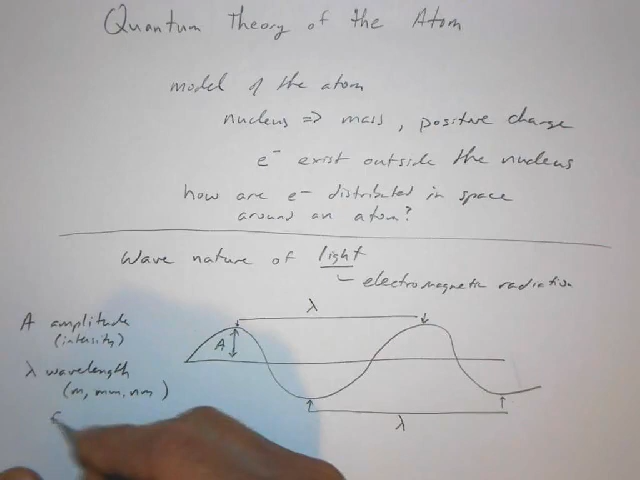 Quantum Theory of the Atom
model of the atom
nucleus => mass, positive charge
e⁻ exist outside the nucleus
how are e⁻ distributed in space
around an atom?
Wave nature of light
electromagnetic radiation
λ
A amplitude
(intensity)
A
λ wavelength
(m, mm, nm)
λ